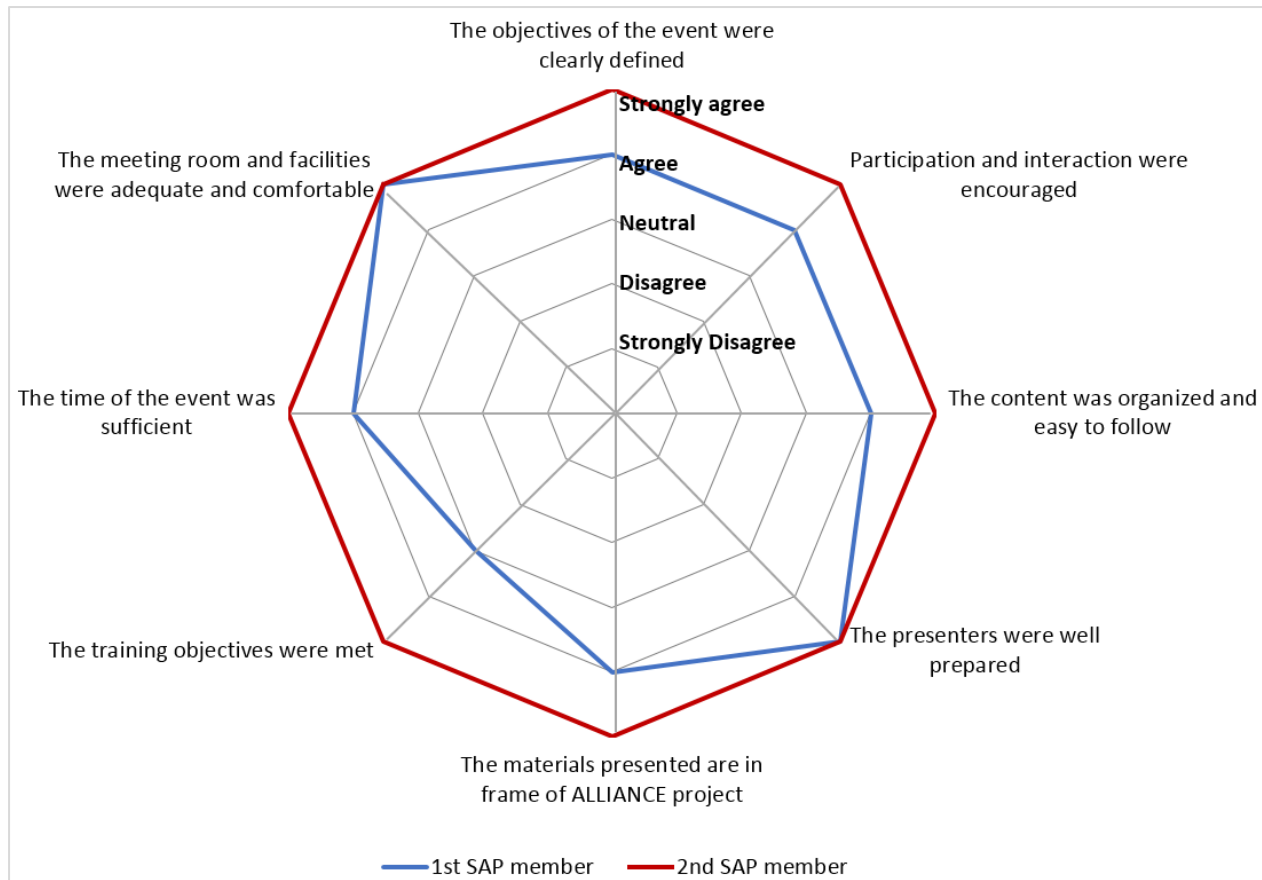 The objectives of the event were
clearly defined
Strongly agree
The meeting room and facilities
were adequate and comfortable
Participation and interaction were
encouraged
Agree
Neutral
Disagree
Strongly Disagree
The time of the event was
sufficient
The content was organized and
easy to follow
The training objectives were met
The presenters were well
prepared
The materials presented are in
frame of ALLIANCE project
1st SAP member
2nd SAP member